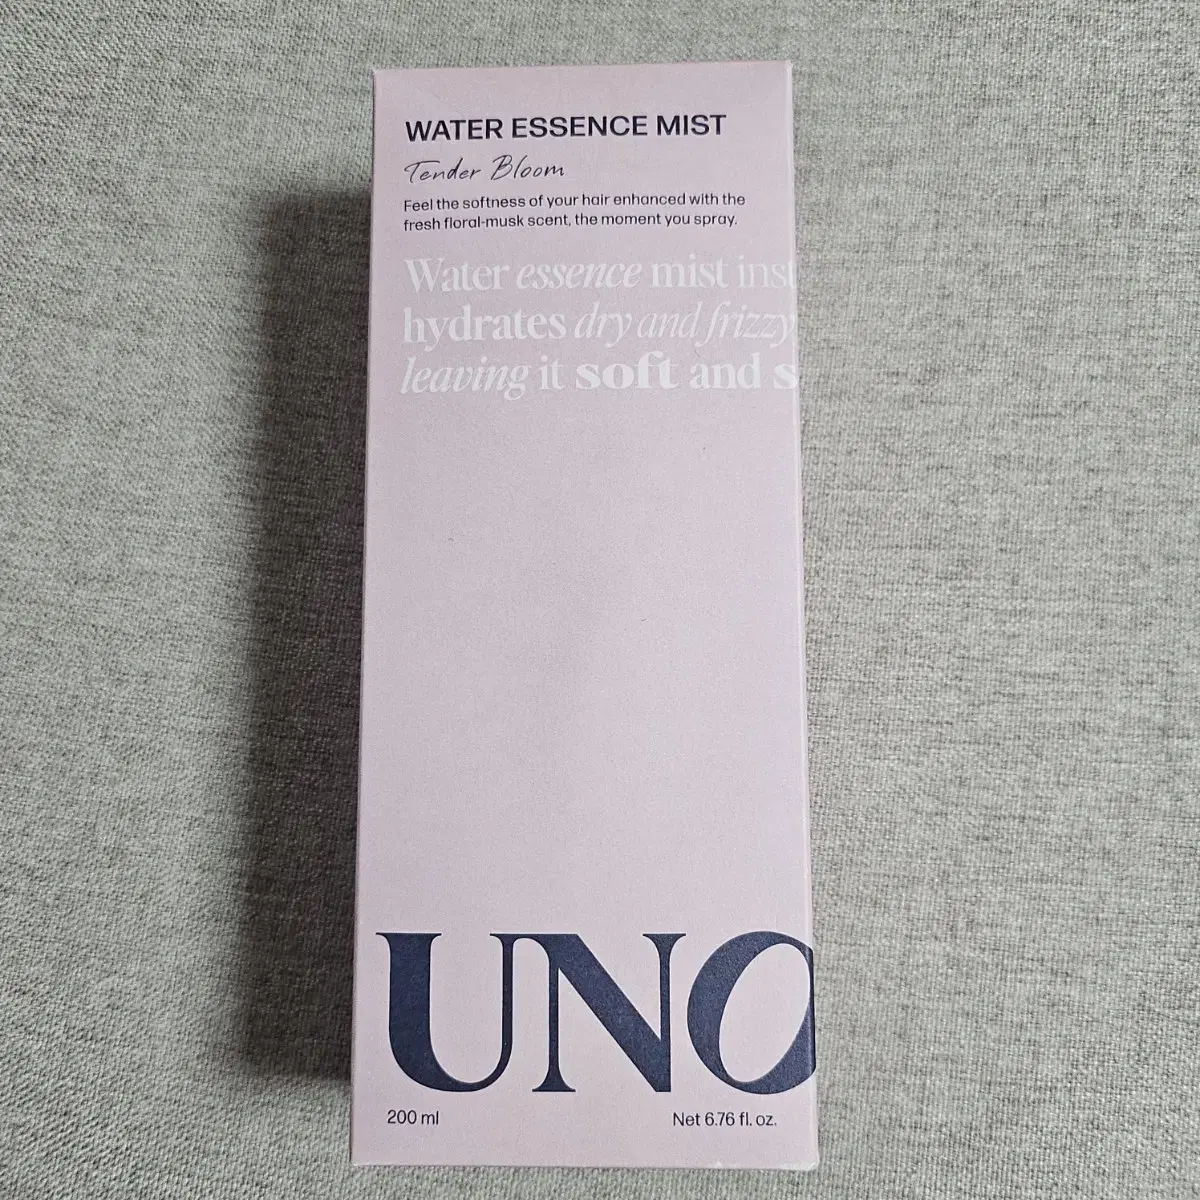 WATER ESSENCE MIST
Tender Bloom
Feel the softness of your hair enhanced with the
fresh floral-musk scent, the moment you spray.
Water essence mist inst
hydrates dry and frizzy
leaving it soft and s
UNO
200 ml
Net 6.76 fl. oz.